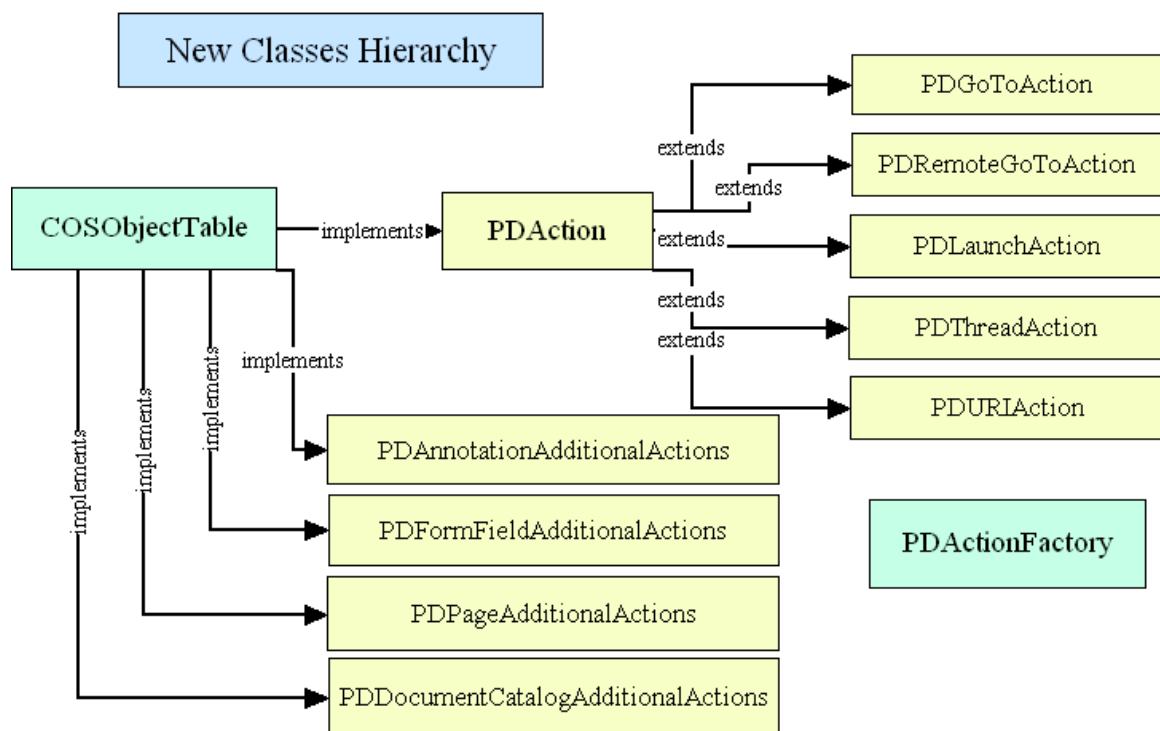 New Classes Hierarchy
PDGoToAction
extends
PDRemoteGoToAction
extends
COSObjectTable
implements
PDAction
extends
PDLaunchAction
extends
PDThreadAction
extends
PDURIAction
implements
implements
implements
implements
PDAnnotationAdditionalActions
PDFormFieldAdditionalActions
PDActionFactory
PDPageAdditionalActions
PDDocumentCatalogAdditionalActions